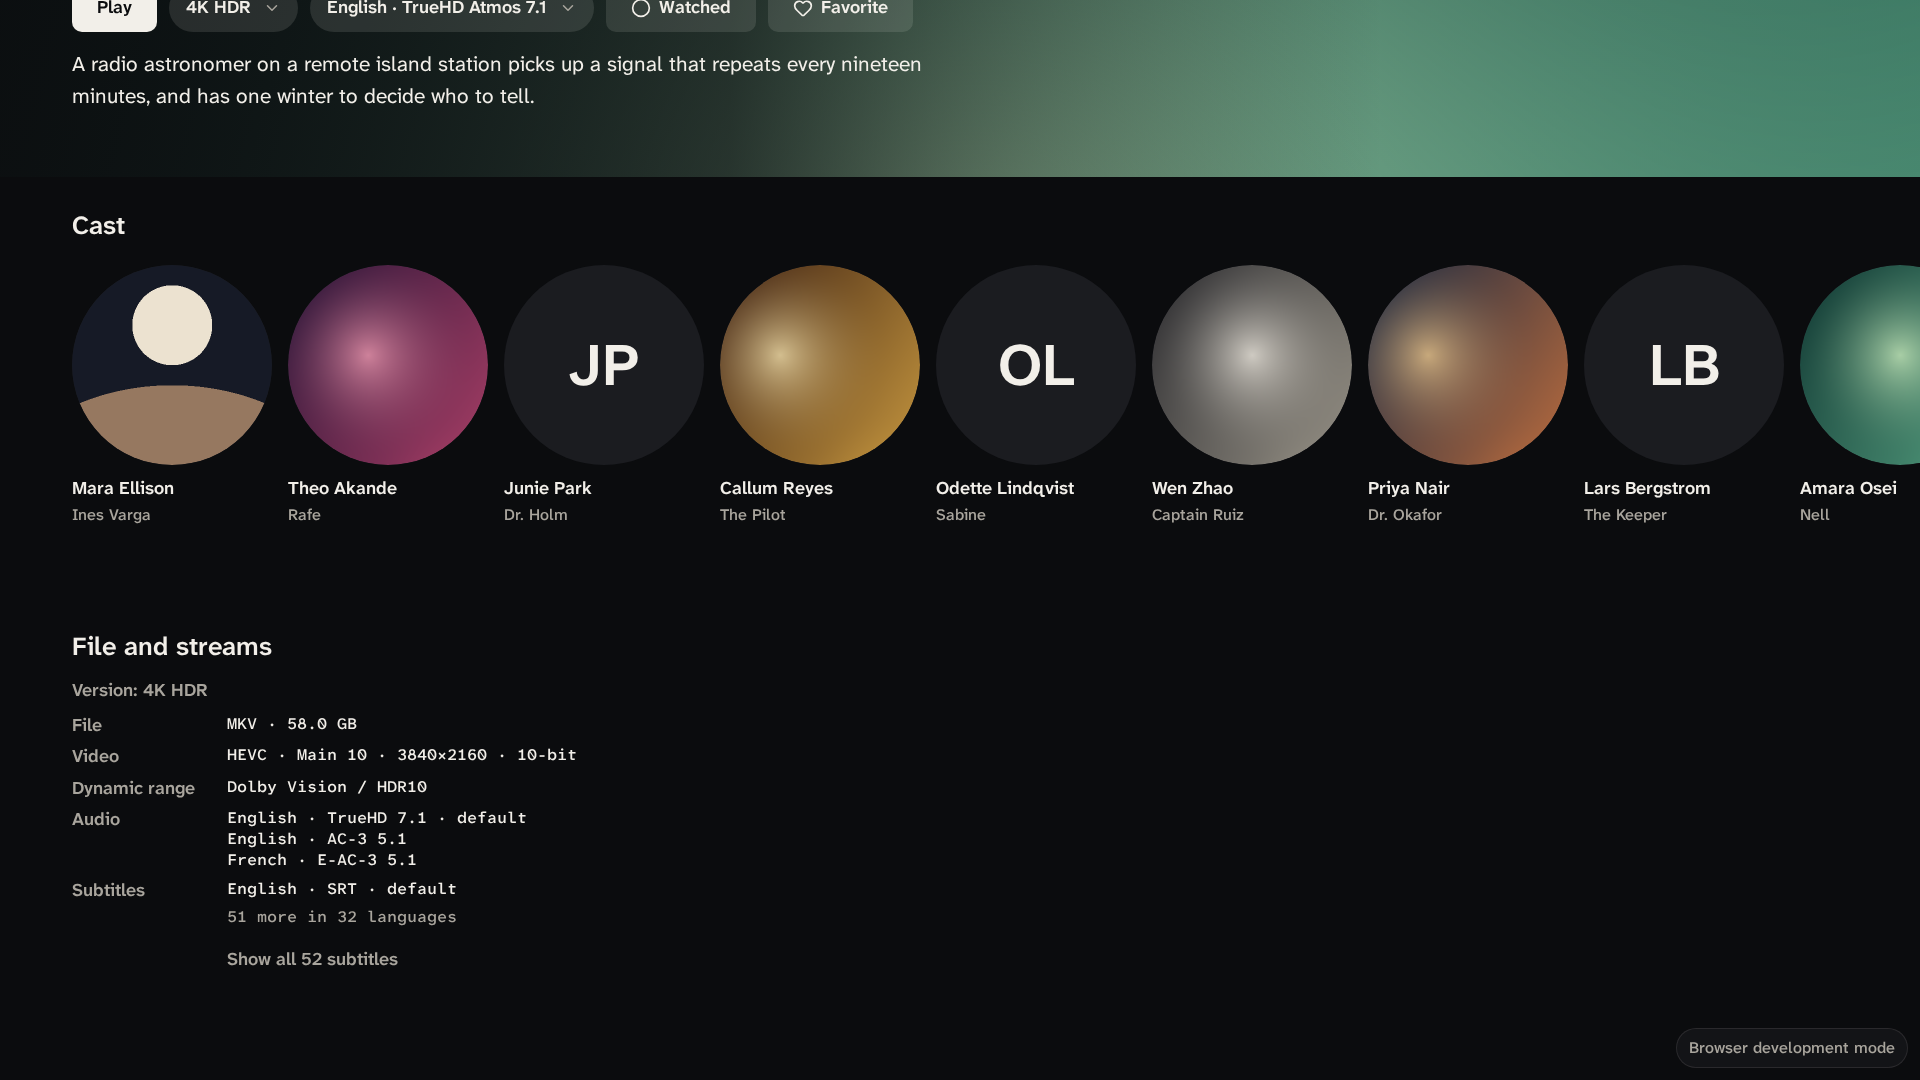 Play
4K HDR
English · TrueHD Atmos 7.1
Watched
Favorite
A radio astronomer on a remote island station picks up a signal that repeats every nineteen
minutes, and has one winter to decide who to tell.
Cast
JP
OL
LB
Mara Ellison
Theo Akande
Junie Park
Callum Reyes
Odette Lindqvist
Wen Zhao
Priya Nair
Lars Bergstrom
Amara Osei
Ines Varga
Rafe
Dr. Holm
The Pilot
Sabine
Captain Ruiz
Dr. Okafor
The Keeper
Nell
File and streams
Version: 4K HDR
File MKV · 58.0 GB
Video HEVC · Main 10 · 3840×2160 · 10-bit
Dynamic range Dolby Vision / HDR10
Audio English · TrueHD 7.1 · default
English · AC-3 5.1
French · E-AC-3 5.1
Subtitles English · SRT · default
51 more in 32 languages
Show all 52 subtitles
Browser development mode